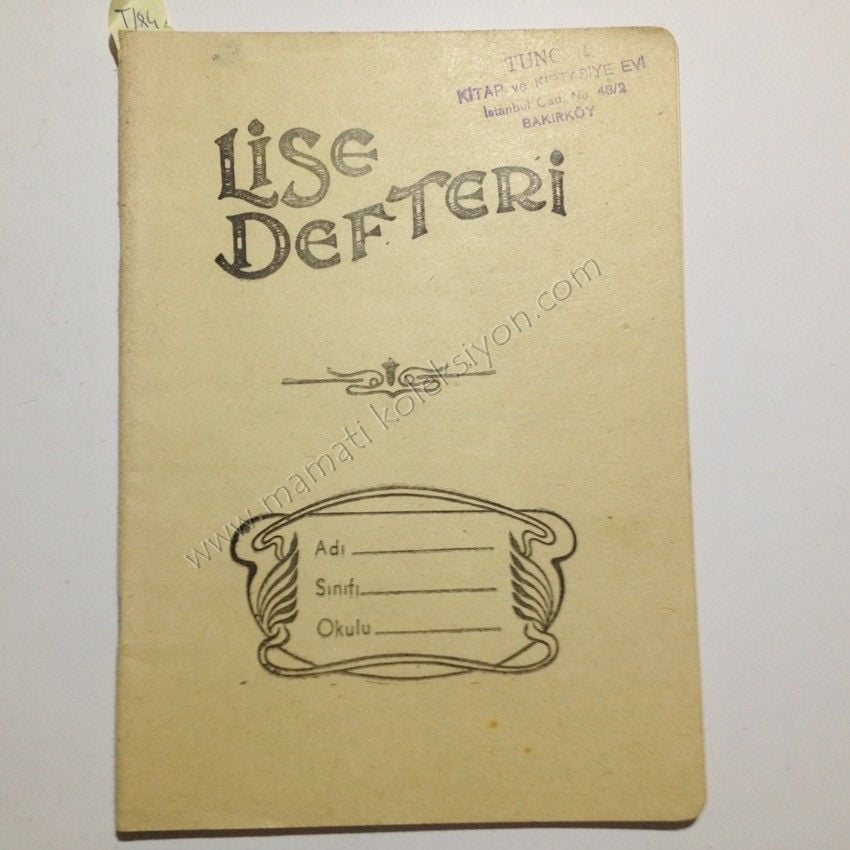 T/84
KİTAP ve KIRTASİYE EVİ
İstanbul Cad. No. 48/2
BAKIRKÖY
LİSE
DEFTERİ
www.mamati koleksiyon.com
Adı
Sınıfı
Okulu